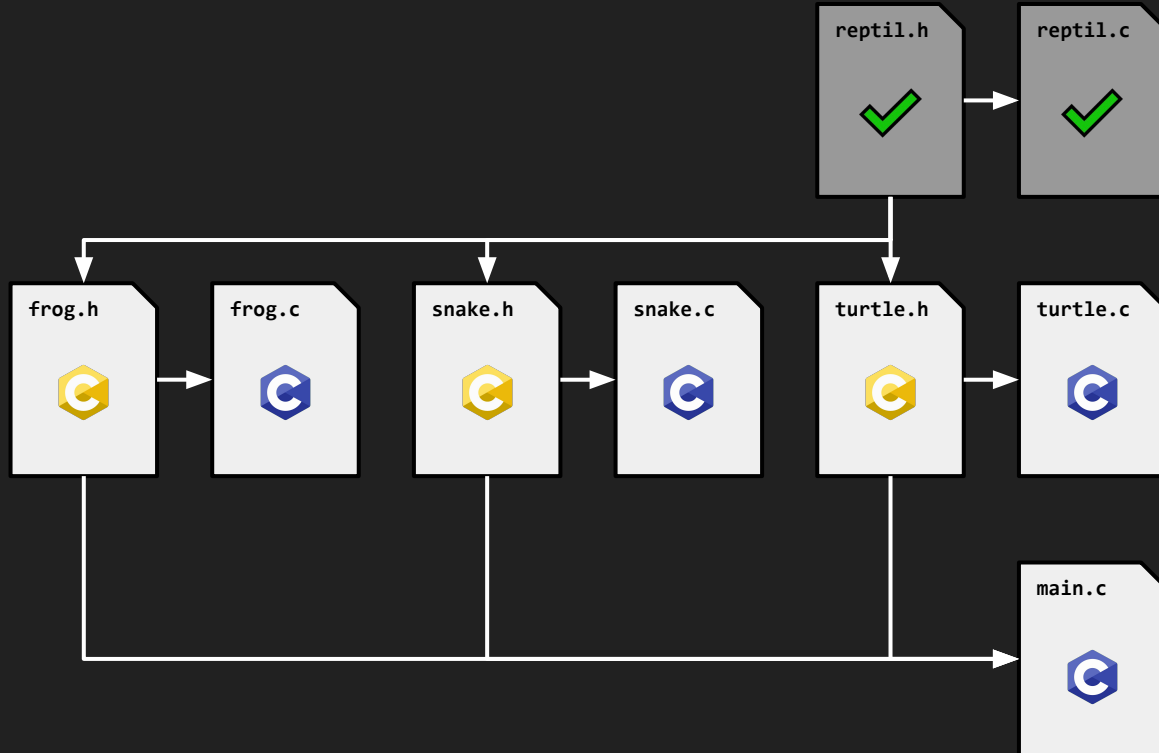 reptil.h
reptil.c
frog.h
frog.c
snake.h
snake.c
turtle.h
turtle.c
main.c